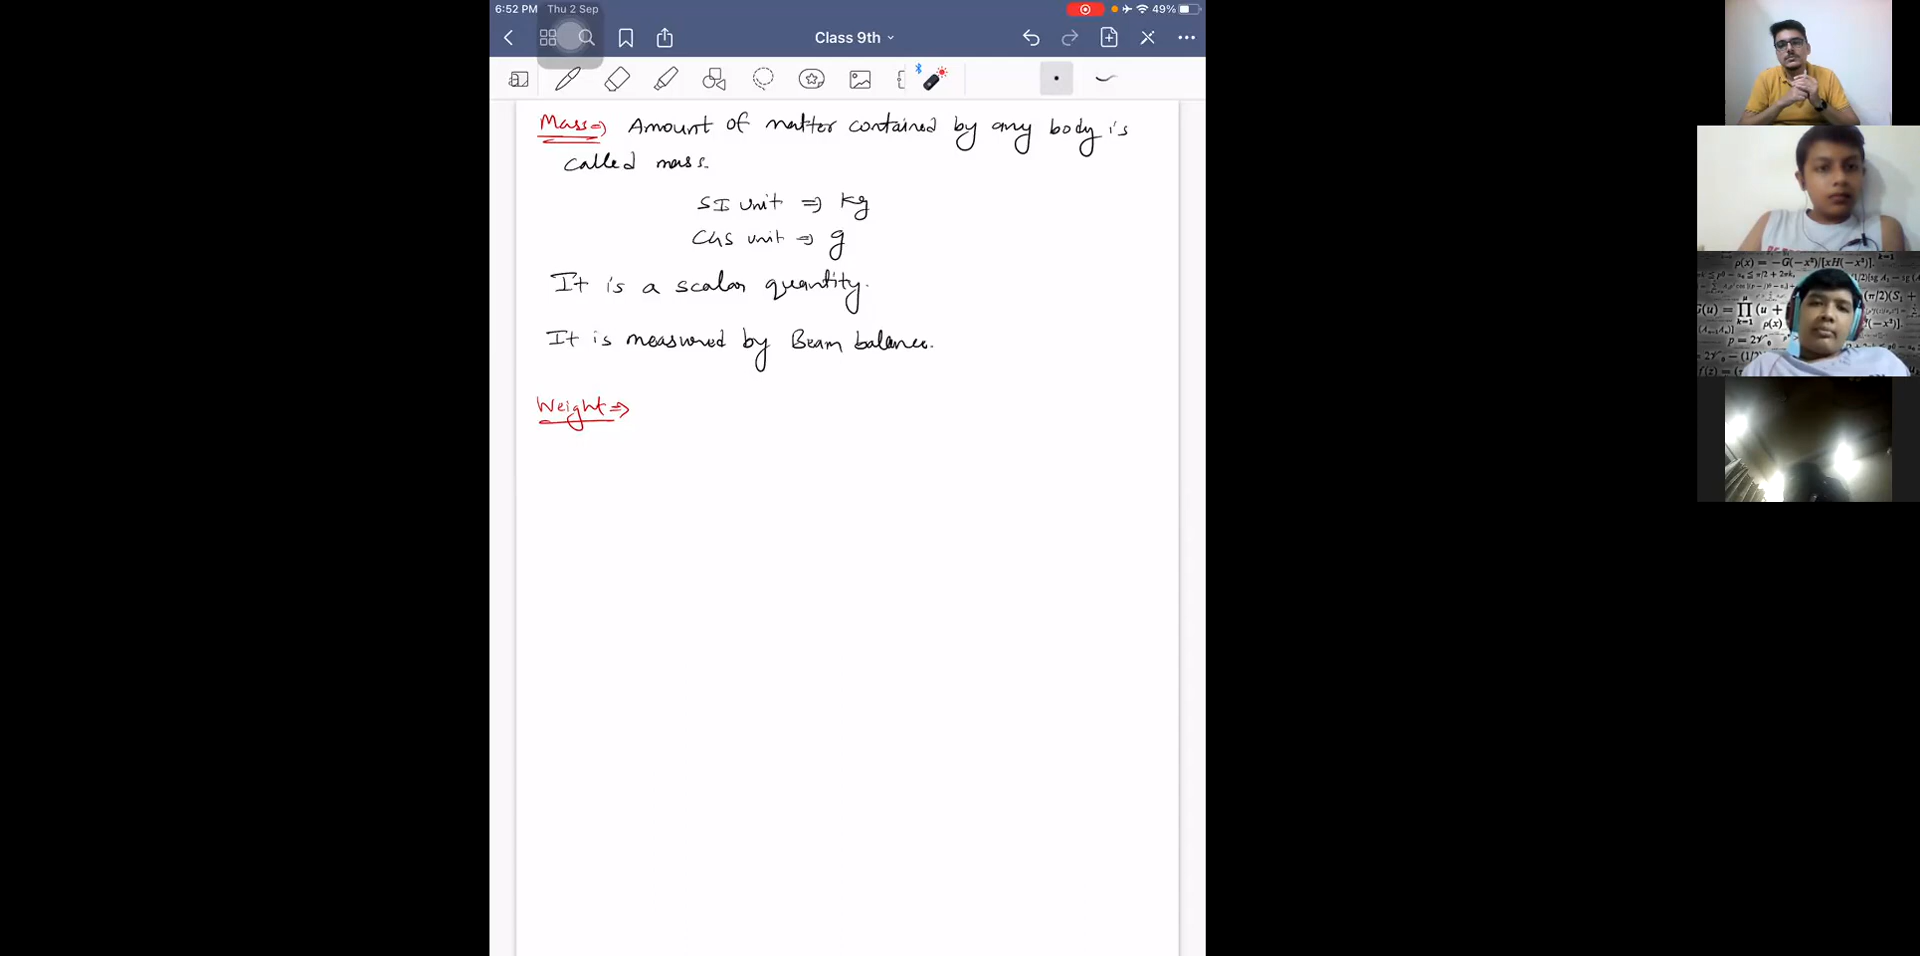 6:52 PM Thu 2 Sep
49%
Class 9th
Mass⇒ Amount of matter contained by any body is
called mass.
SI unit ⇒ kg
CGS unit ⇒ g
It is a scalar quantity.
It is measured by Beam balance.
Weight⇒